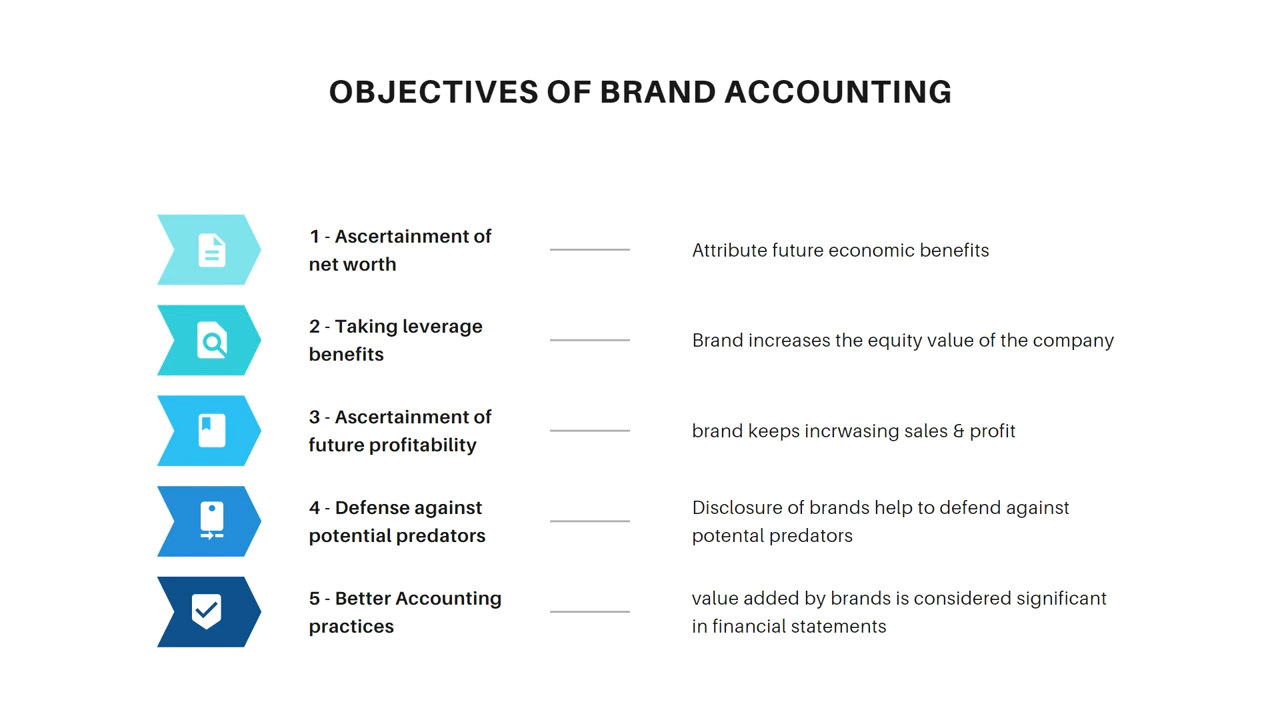 OBJECTIVES OF BRAND ACCOUNTING
1 - Ascertainment of
net worth
Attribute future economic benefits
2 - Taking leverage
benefits
Brand increases the equity value of the company
3 - Ascertainment of
future profitability
brand keeps incrwasing sales & profit
4 - Defense against
potential predators
Disclosure of brands help to defend against
potental predators
5 - Better Accounting
practices
value added by brands is considered significant
in financial statements